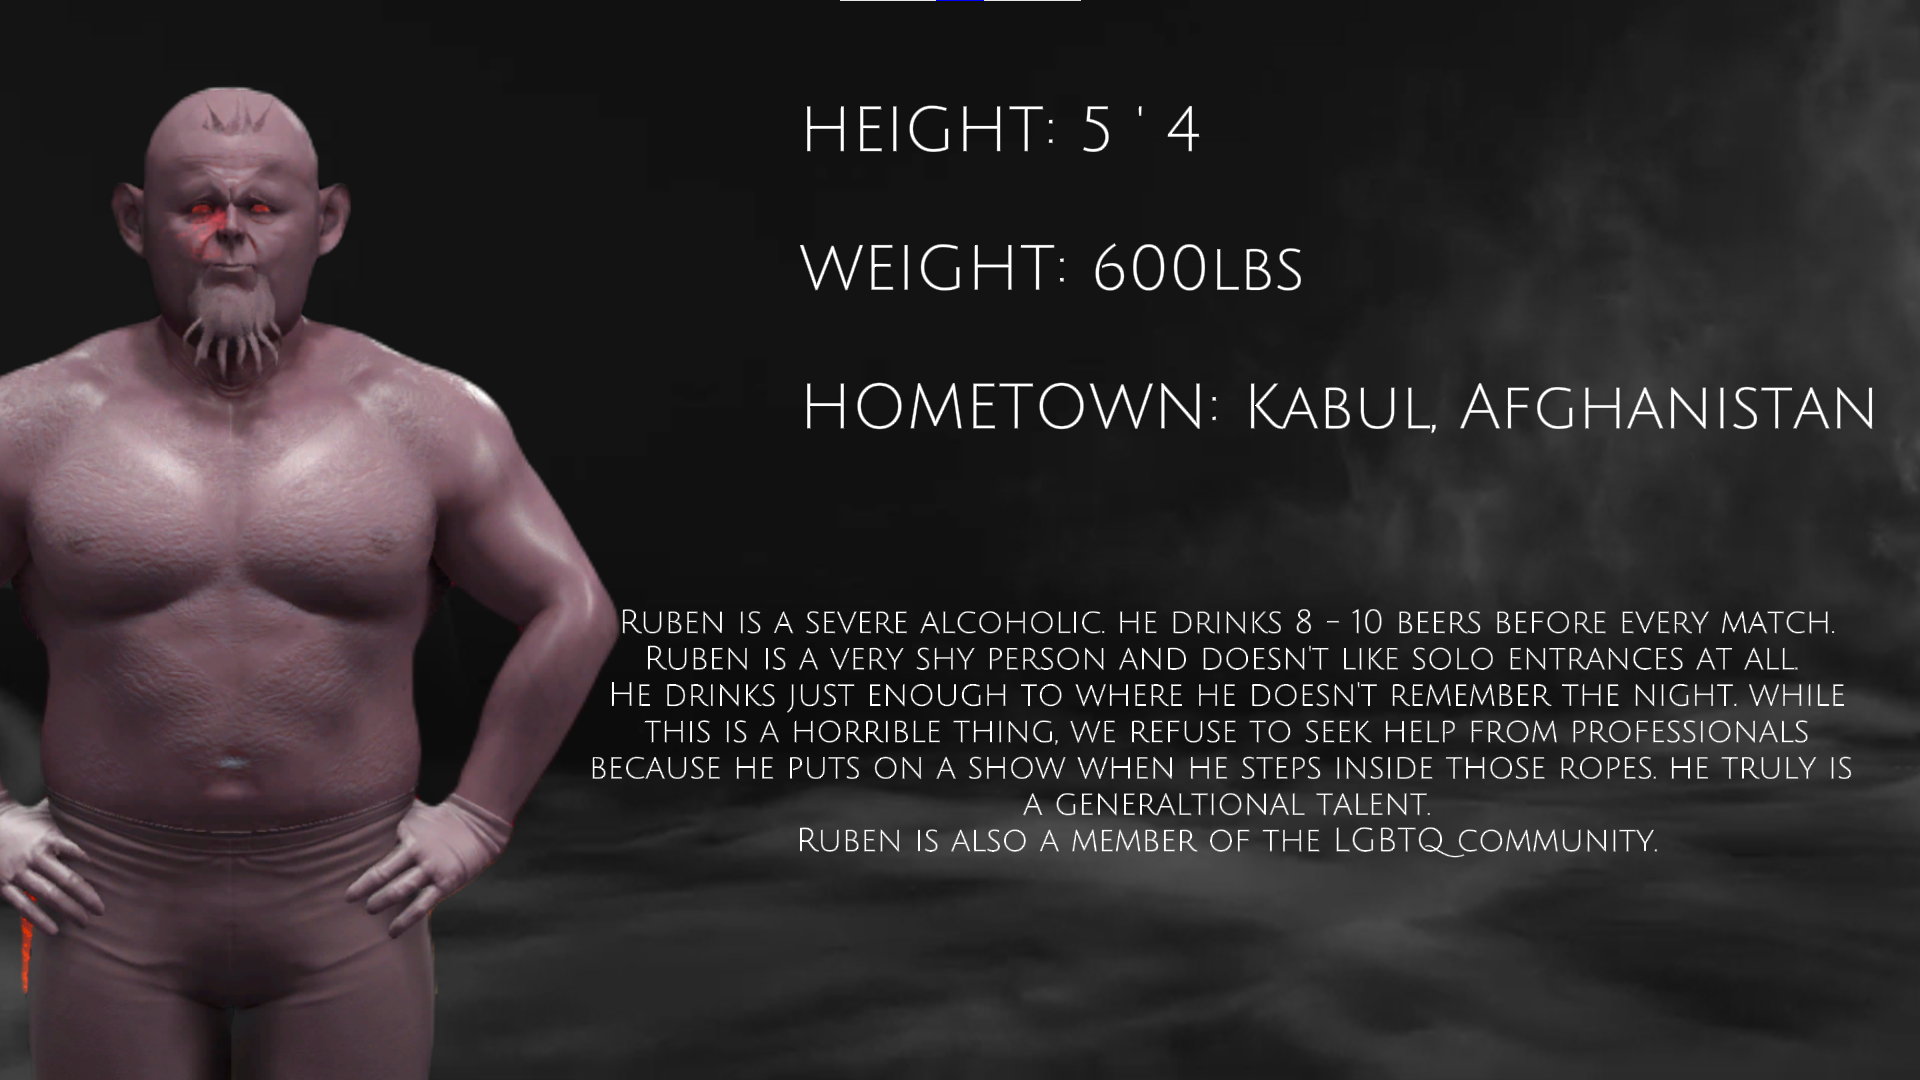 HEIGHT: 5 ' 4
WEIGHT: 600LBS
HOMETOWN: KABUL, AFGHANISTAN
RUBEN IS A SEVERE ALCOHOLIC. HE DRINKS 8 - 10 BEERS BEFORE EVERY MATCH.
RUBEN IS A VERY SHY PERSON AND DOESN'T LIKE SOLO ENTRANCES AT ALL.
HE DRINKS JUST ENOUGH TO WHERE HE DOESN'T REMEMBER THE NIGHT. WHILE
THIS IS A HORRIBLE THING, WE REFUSE TO SEEK HELP FROM PROFESSIONALS
BECAUSE HE PUTS ON A SHOW WHEN HE STEPS INSIDE THOSE ROPES. HE TRULY IS
A GENERALTIONAL TALENT.
RUBEN IS ALSO A MEMBER OF THE LGBTQ COMMUNITY.